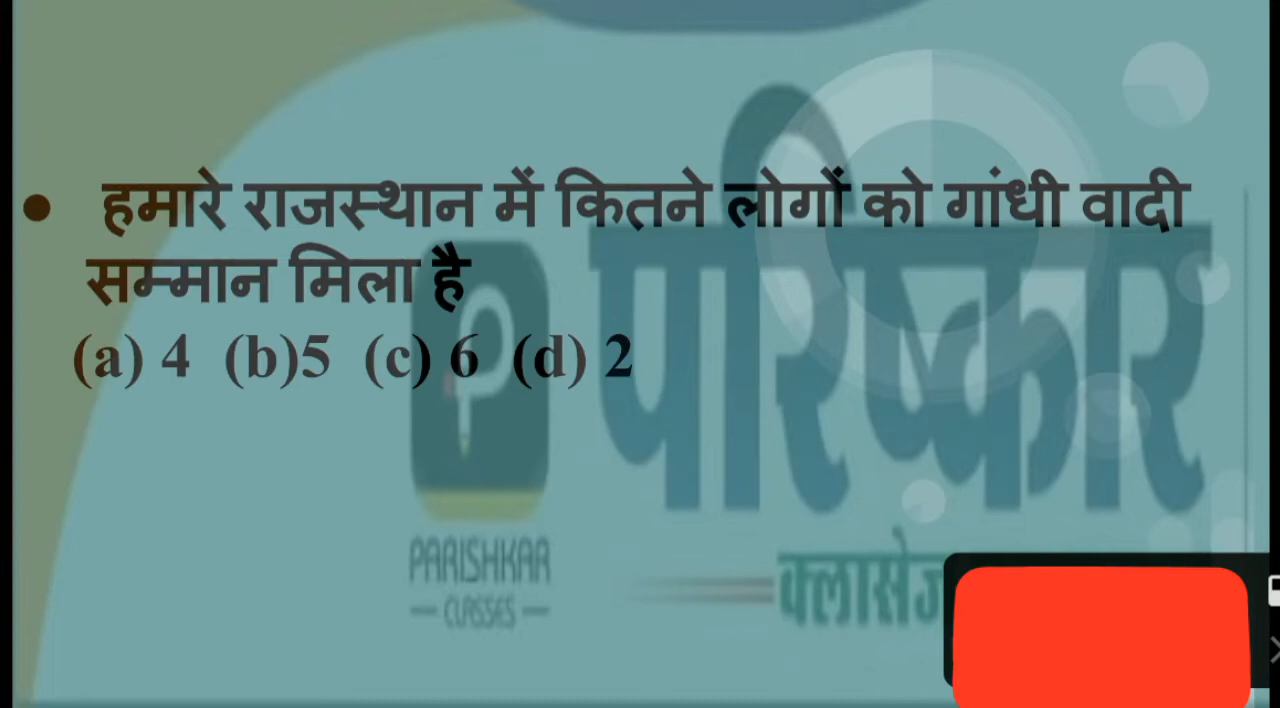 • हमारे राजस्थान में कितने लोगों को गांधी वादी
सम्मान मिला है
(a) 4 (b)5 (c) 6 (d) 2
परिष्कार
PARISHKAR
— CLASSES —
क्लासेज